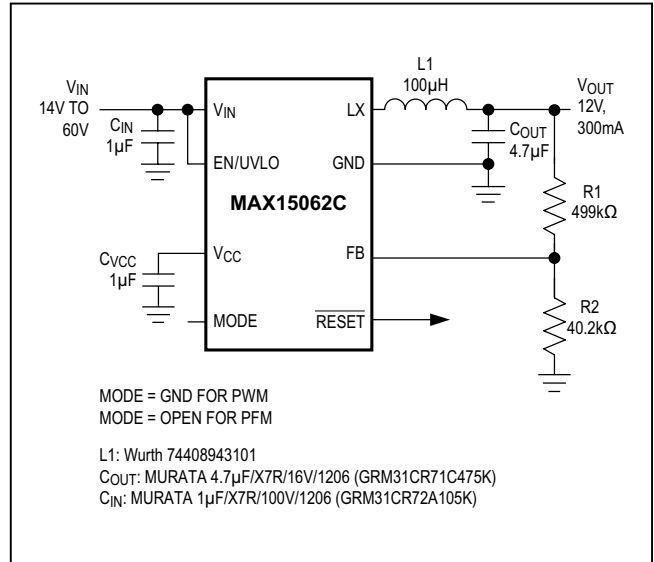 VIN
14V TO
60V
CIN
1µF
VIN
EN/UVLO
CVCC
1µF
VCC
MODE
MAX15062C
LX
GND
FB
RESET
L1
100µH
COUT
4.7µF
VOUT
12V,
300mA
R1
499kΩ
R2
40.2kΩ
MODE = GND FOR PWM
MODE = OPEN FOR PFM
L1: Wurth 74408943101
COUT: MURATA 4.7µF/X7R/16V/1206 (GRM31CR71C475K)
CIN: MURATA 1µF/X7R/100V/1206 (GRM31CR72A105K)